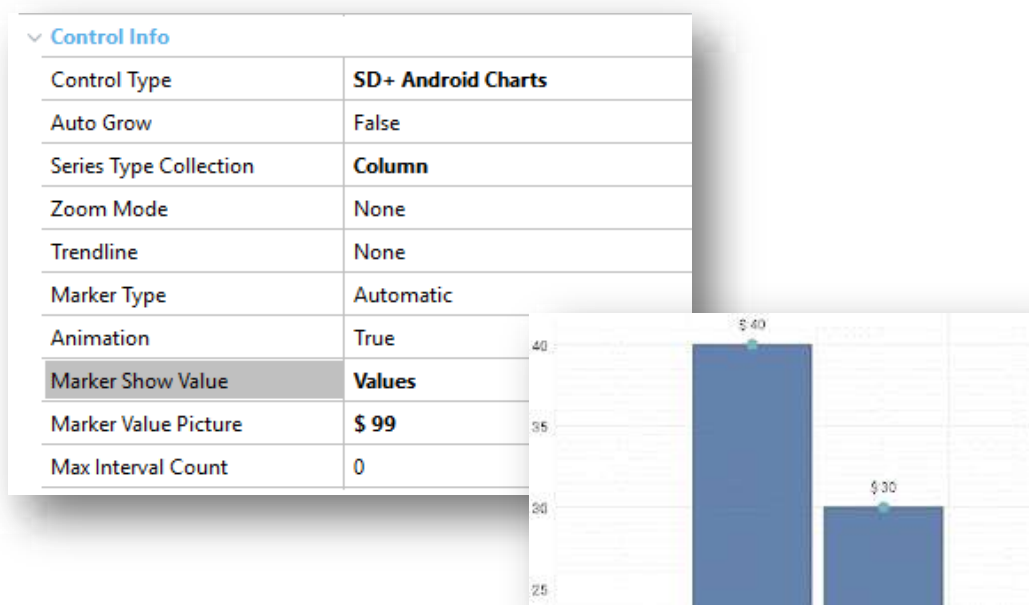 Control Info
Control Type SD+ Android Charts
Auto Grow False
Series Type Collection Column
Zoom Mode None
Trendline None
Marker Type Automatic
Animation True
Marker Show Value Values
Marker Value Picture $ 99
Max Interval Count 0
$ 40
40
35
$ 30
30
25